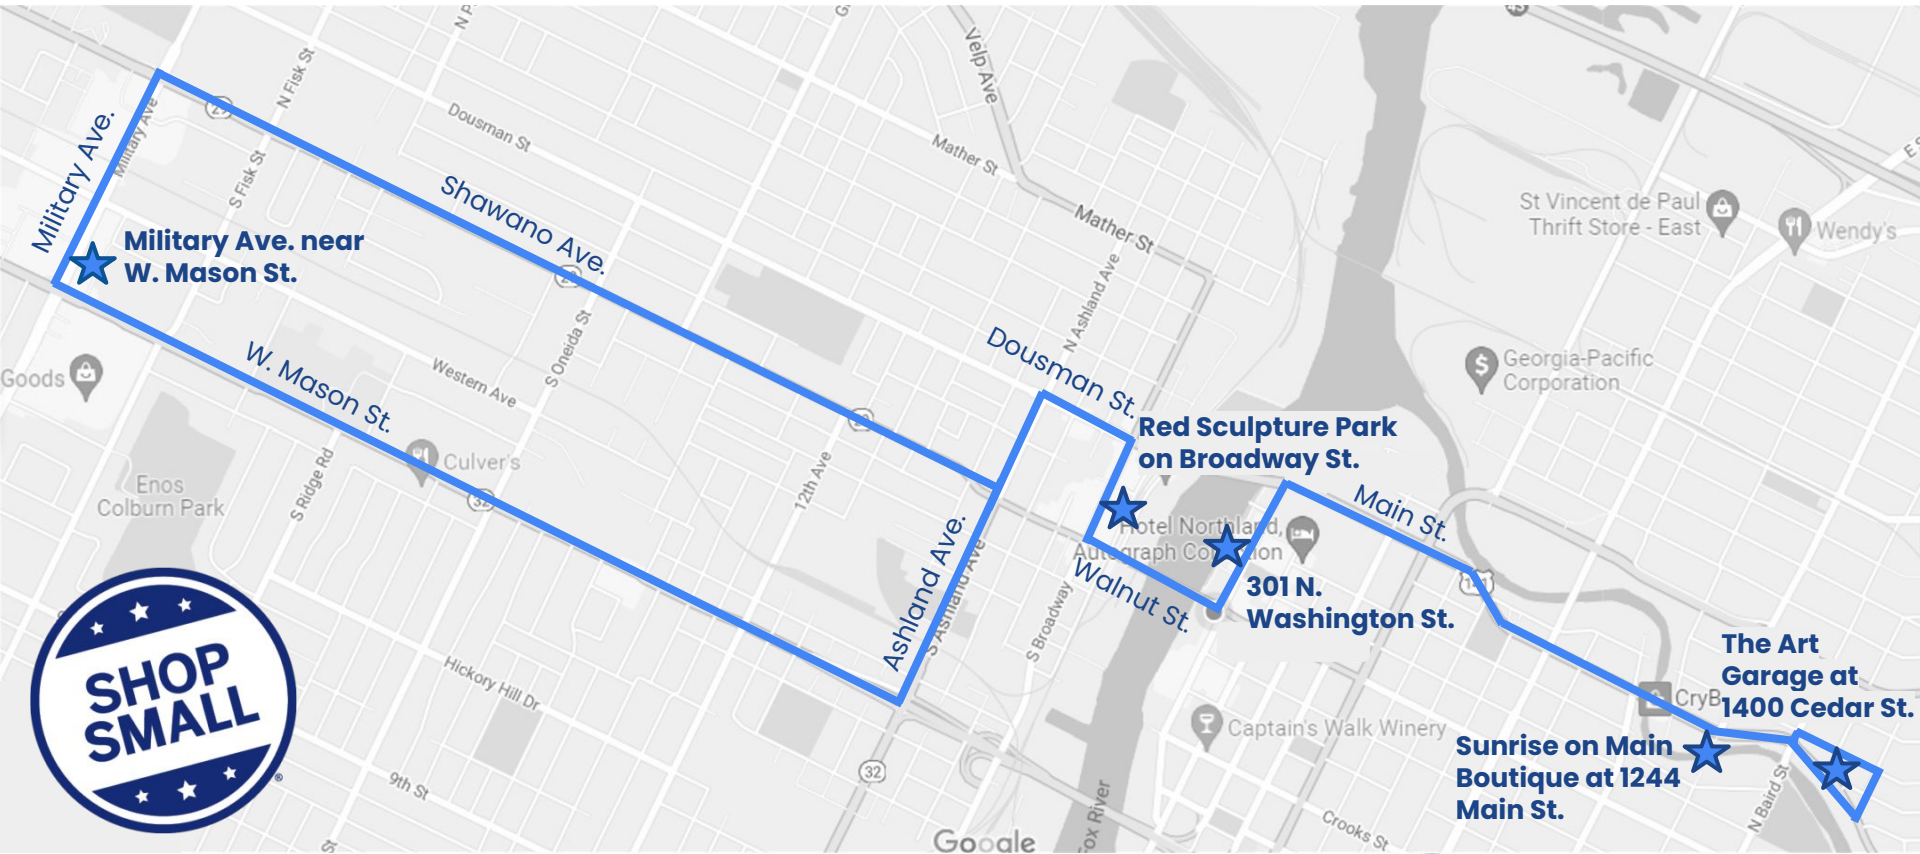 Military Ave.
Military Ave
N Fisk St
S Fisk St
Dousman St
Velp Ave
Mather St
Mather St
Shawano Ave.
Military Ave. near
W. Mason St.
St Vincent de Paul
Thrift Store - East
Wendy's
N Ashland Ave
S Oneida St
W. Mason St.
Western Ave
Goods
Dousman St.
Georgia-Pacific
Corporation
Red Sculpture Park
on Broadway St.
Culver's
Enos
Colburn Park
S Ridge Rd
32
12th Ave
Main St.
Hotel Northland,
Autograph
Ashland Ave.
S Ashland Ave
Walnut St.
S Broadway
301 N.
Washington St.
141
The Art
Garage at
1400 Cedar St.
CryB
SHOP
SMALL
®
Hickory Hill Dr
Captain's Walk Winery
Sunrise on Main
Boutique at 1244
Main St.
9th St
32
N Baird St
Fox River
Crooks St
Google
St